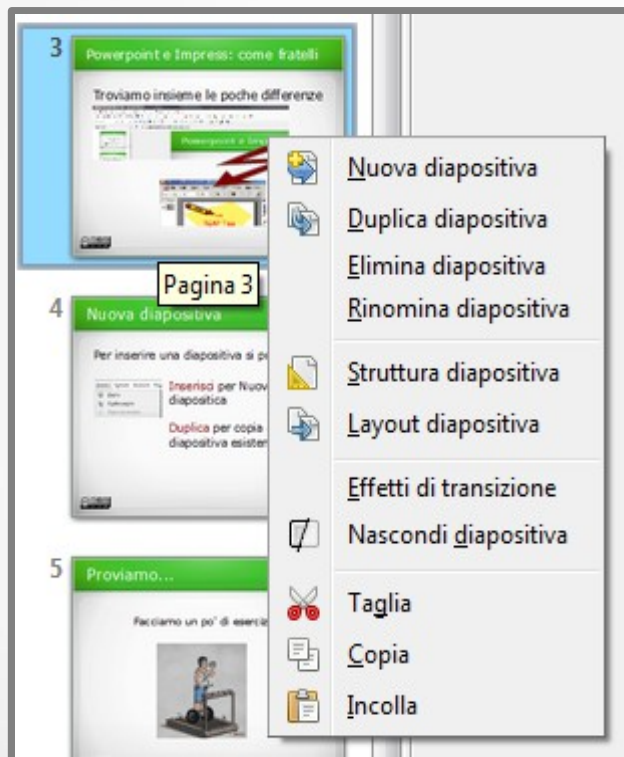 3
Powerpoint e Impress: come fratelli
Troviamo insieme le poche differenze
Pagina 3
4
Nuova diapositiva
Per inserire una diapositiva si p
Inserisci per Nuov
diapositica
Duplica per copia
diapositiva esister
5
Proviamo...
Facciamo un po' di eserciz
Nuova diapositiva
Duplica diapositiva
Elimina diapositiva
Rinomina diapositiva
Struttura diapositiva
Layout diapositiva
Effetti di transizione
Nascondi diapositiva
Taglia
Copia
Incolla